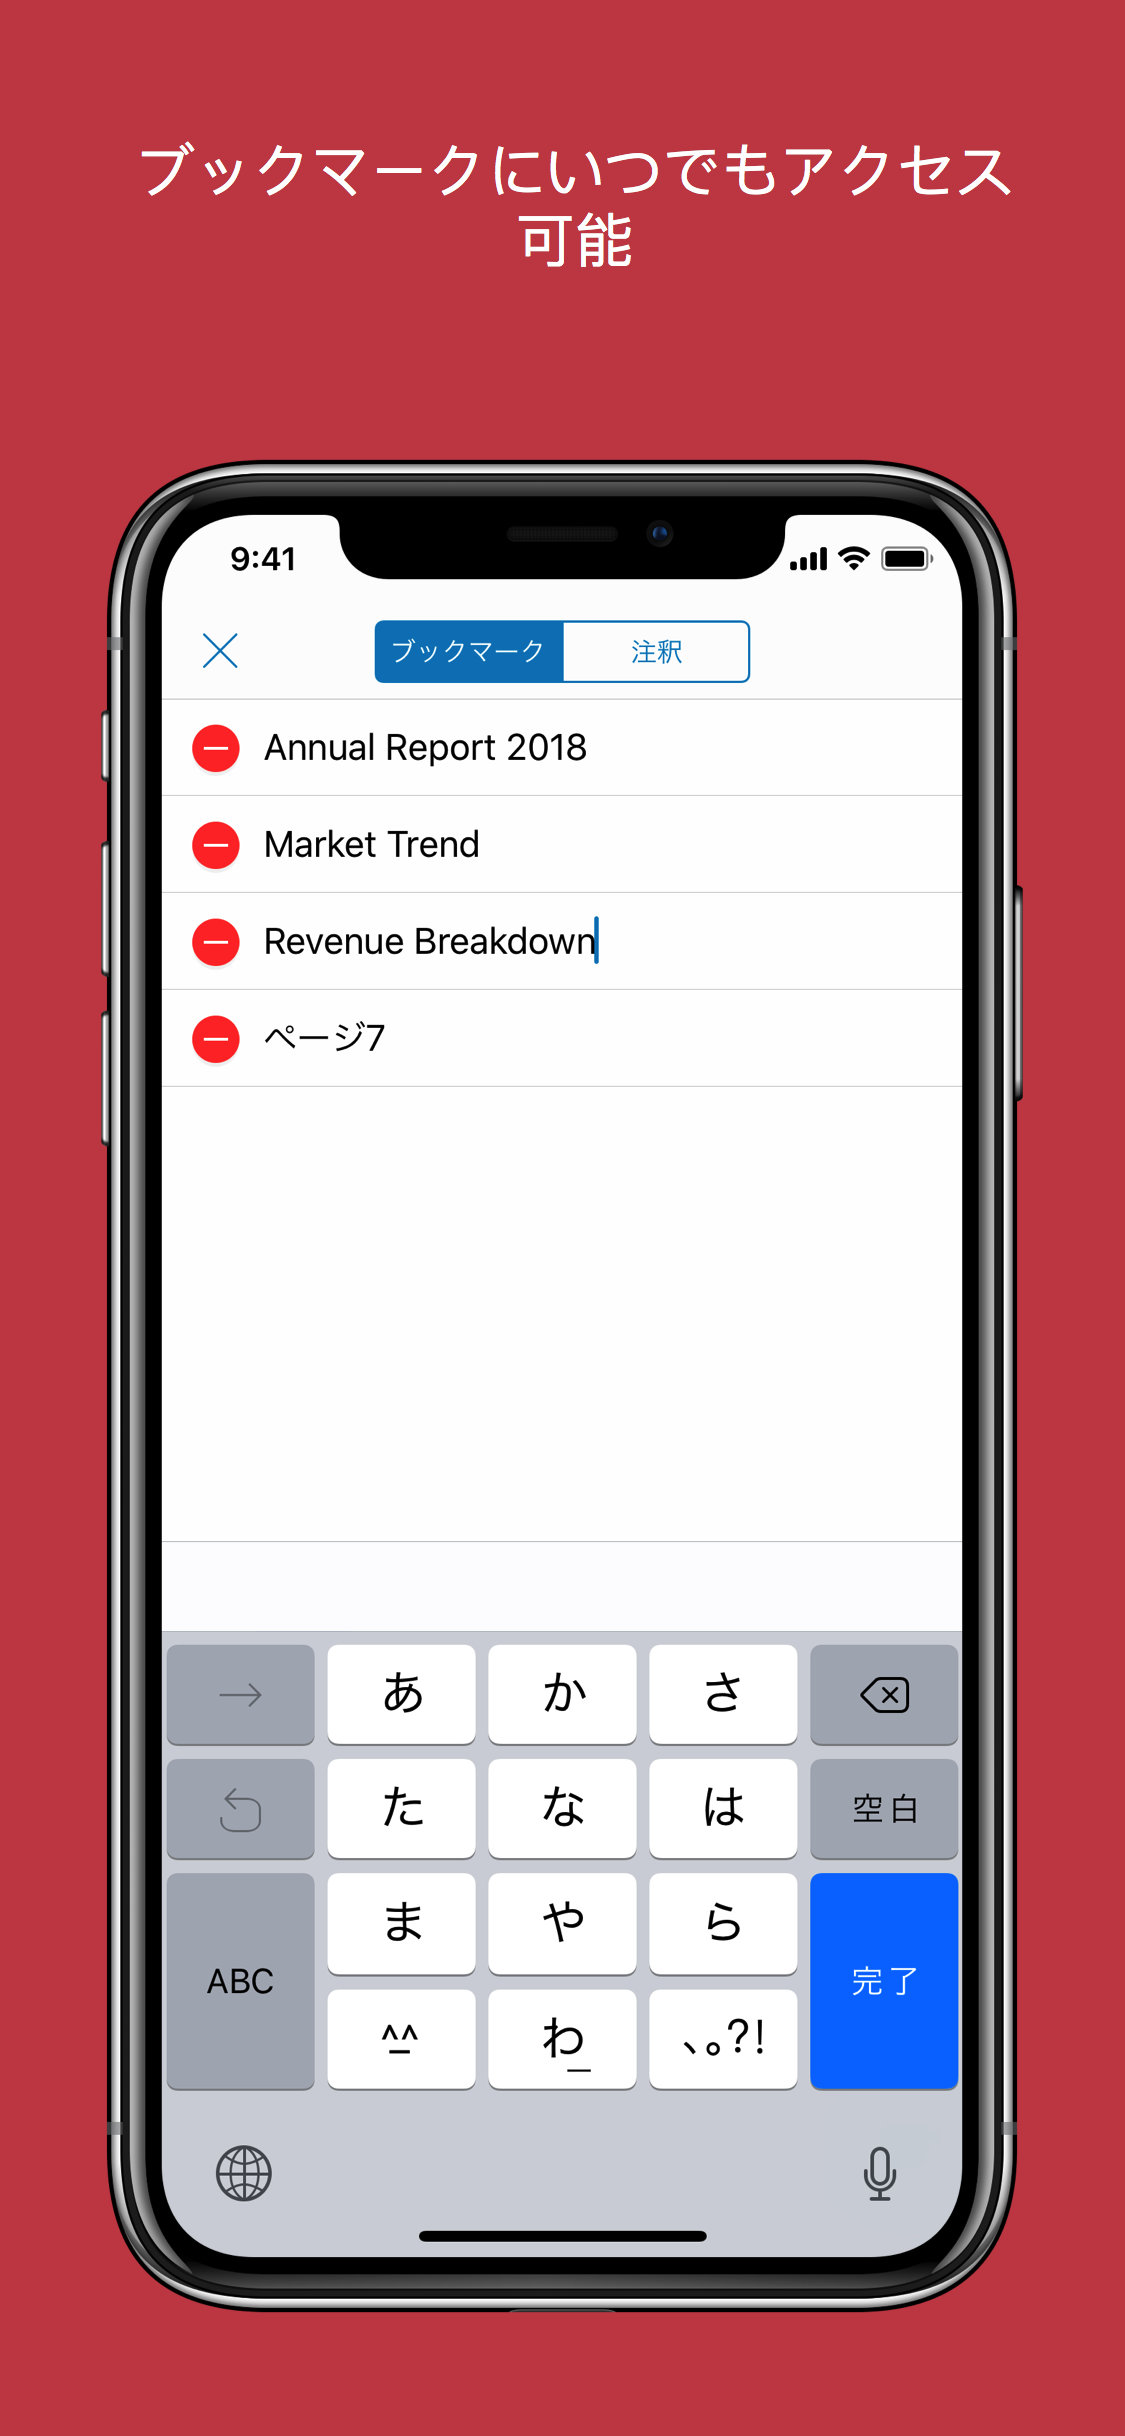 ブックマークにいつでもアクセス
可能
9:41
ブックマーク 注釈
Annual Report 2018
Market Trend
Revenue Breakdown
ページ7
→ あ か さ
た な は 空白
ま や ら
ABC 完了
^_^ わ_ 、。?!